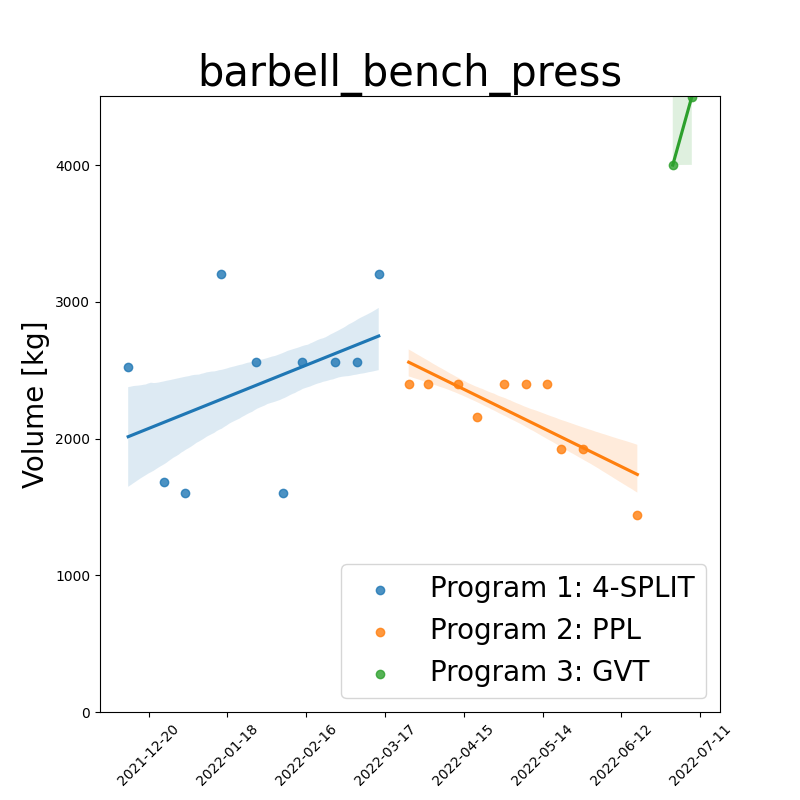 barbell_bench_press
Volume [kg]
4000
3000
2000
1000
0
2021-12-20
2022-01-18
2022-02-16
2022-03-17
2022-04-15
2022-05-14
2022-06-12
2022-07-11
Program 1: 4-SPLIT
Program 2: PPL
Program 3: GVT